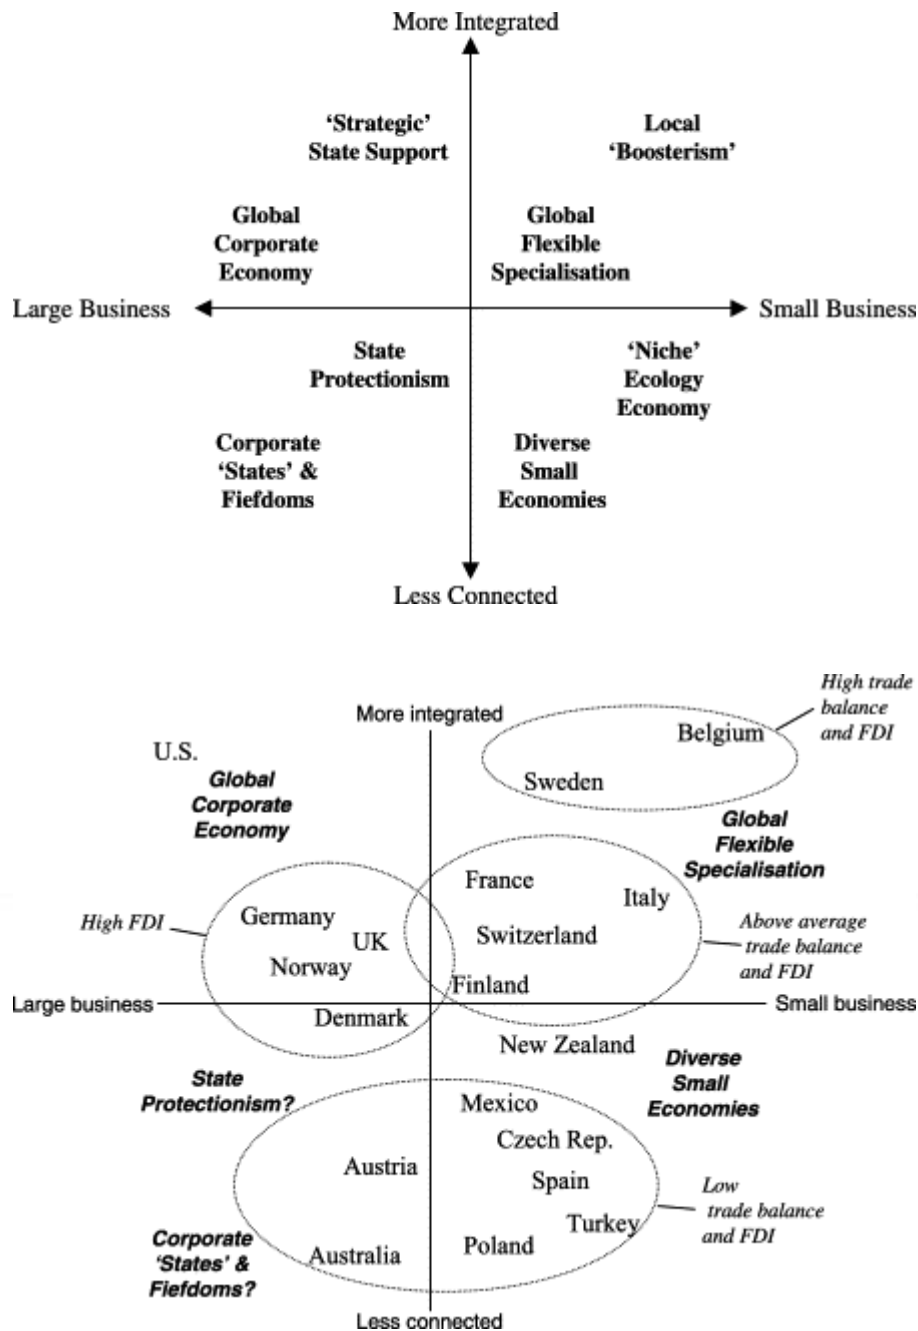 More Integrated
'Strategic'
State Support
Local
'Boosterism'
Global
Corporate
Economy
Global
Flexible
Specialisation
Large Business
Small Business
State
Protectionism
'Niche'
Ecology
Economy
Corporate
'States' &
Fiefdoms
Diverse
Small
Economies
Less Connected
High trade
balance
and FDI
More integrated
Belgium
U.S.
Sweden
Global
Corporate
Economy
Global
Flexible
Specialisation
France
Italy
High FDI
Germany
UK
Switzerland
Above average
trade balance
and FDI
Norway
Finland
Large business
Small business
Denmark
New Zealand
State
Protectionism?
Diverse
Small
Economies
Mexico
Czech Rep.
Austria
Spain
Low
trade balance
and FDI
Turkey
Corporate
'States' &
Fiefdoms?
Australia
Poland
Less connected